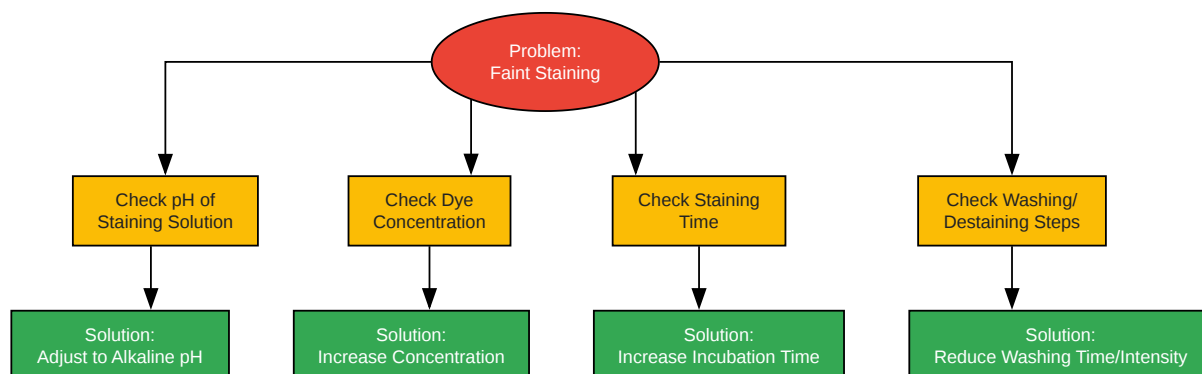 Problem:
Faint Staining
Check pH of
Staining Solution
Check Dye
Concentration
Check Staining
Time
Check Washing/
Destaining Steps
Solution:
Adjust to Alkaline pH
Solution:
Increase Concentration
Solution:
Increase Incubation Time
Solution:
Reduce Washing Time/Intensity